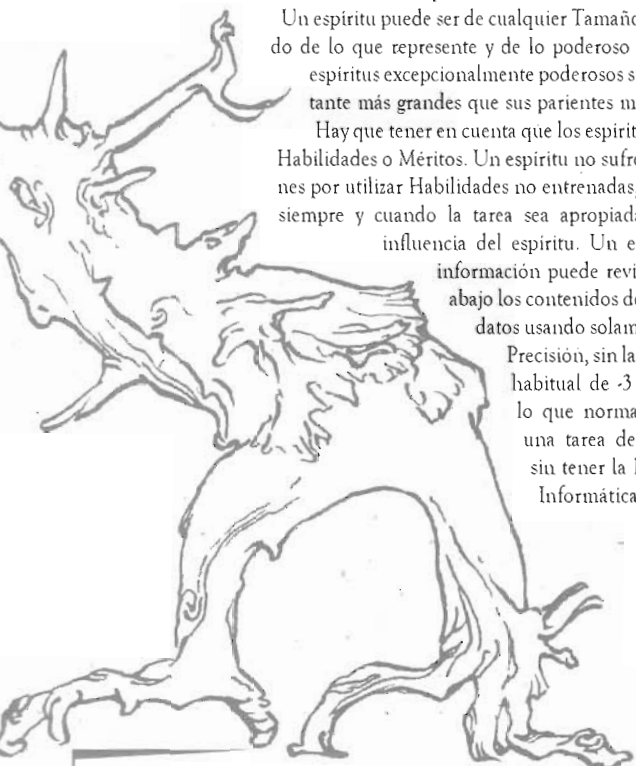 Un espíritu puede ser de cualquier Tamaño
do de lo que represente y de lo poderoso
espíritus excepcionalmente poderosos s
tante más grandes que sus parientes m
Hay que tener en cuenta que los espírit
Habilidades o Méritos. Un espíritu no sufre
nes por utilizar Habilidades no entrenadas,
siempre y cuando la tarea sea apropiada
influencia del espíritu. Un e
información puede revi
abajo los contenidos de
datos usando solam
Precisión, sin la
habitual de -3
lo que norma
una tarea de
sin tener la
Informática